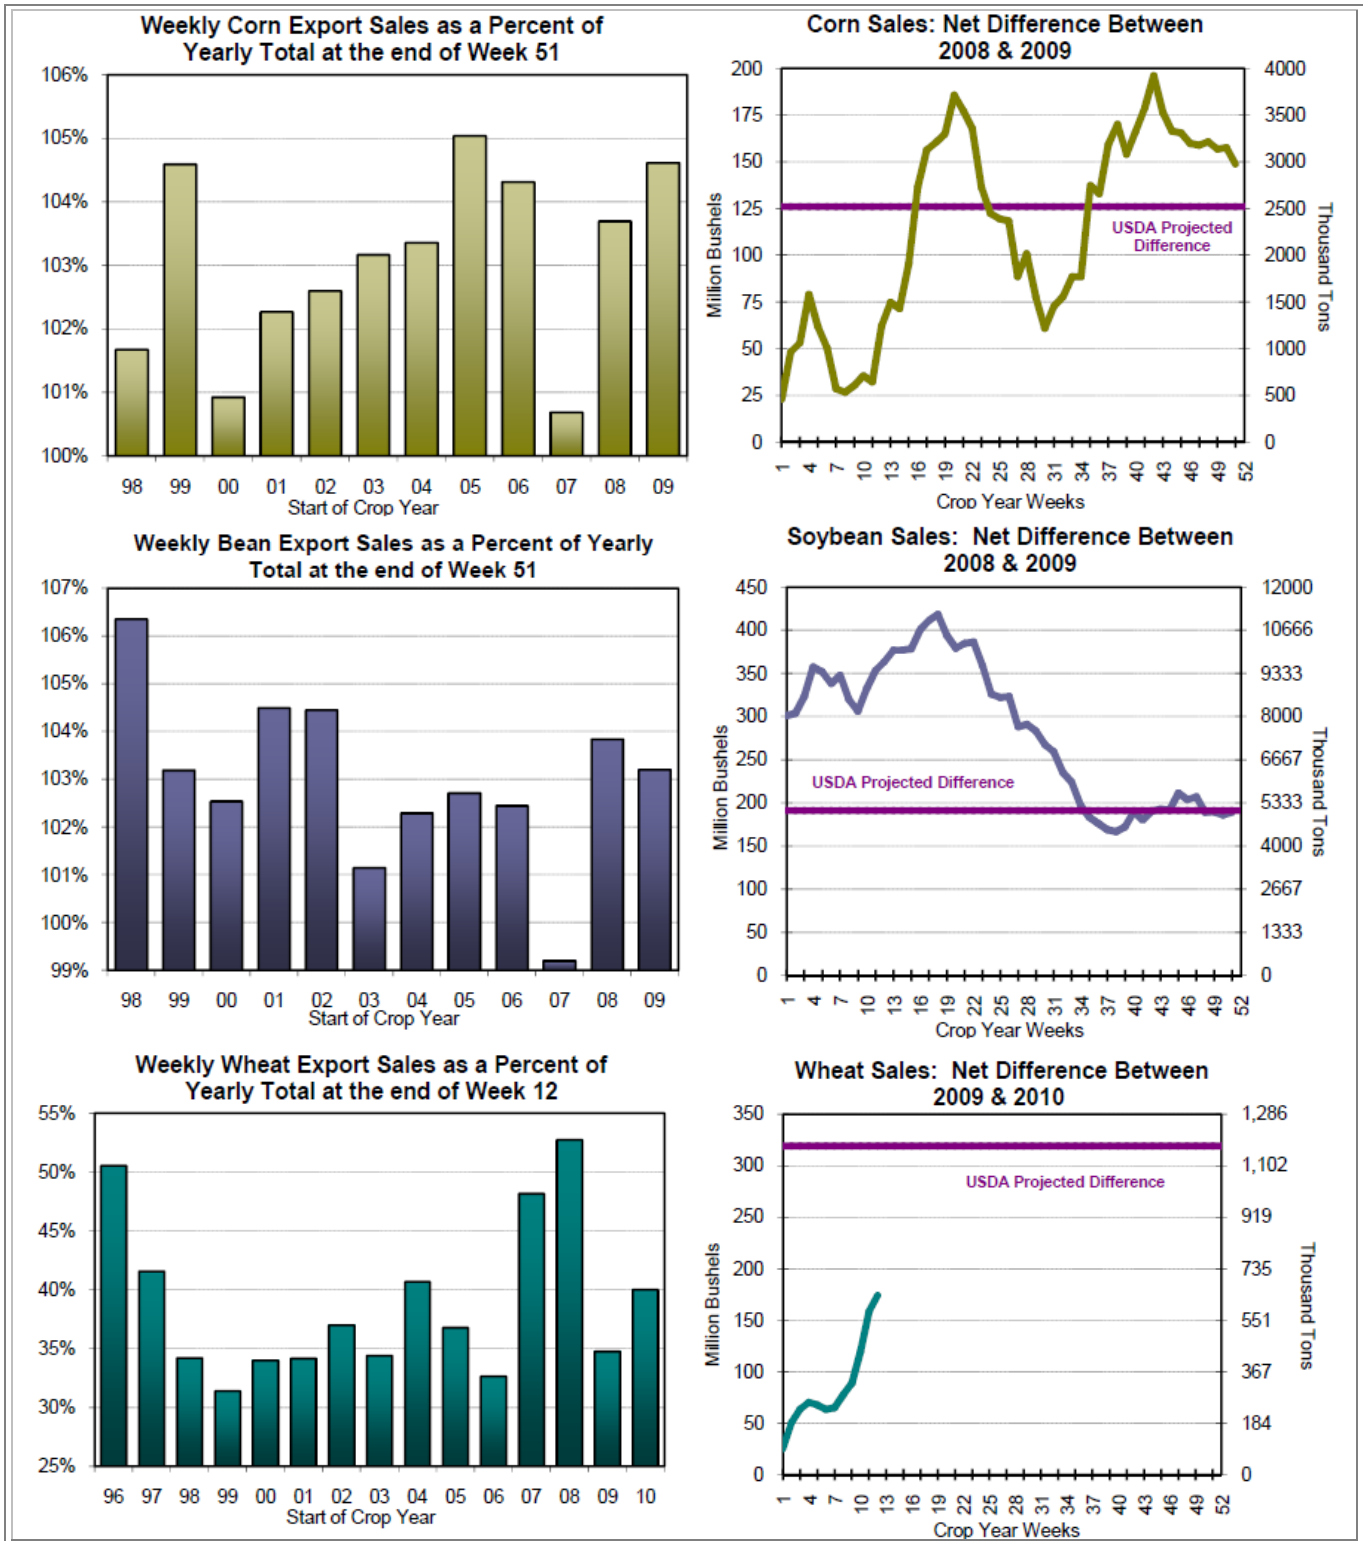 Weekly Corn Export Sales as a Percent of
Yearly Total at the end of Week 51
106%
105%
104%
103%
102%
101%
100%
98 99 00 01 02 03 04 05 06 07 08 09
Start of Crop Year
Corn Sales: Net Difference Between
2008 & 2009
200
175
150
125
100
75
50
25
0
Million Bushels
4000
3500
3000
2500
2000
1500
1000
500
0
Thousand Tons
USDA Projected
Difference
1 4 7 10 13 16 19 22 25 28 31 34 37 40 43 46 49 52
Crop Year Weeks
Weekly Bean Export Sales as a Percent of Yearly
Total at the end of Week 51
107%
106%
105%
104%
103%
102%
101%
100%
99%
98 99 00 01 02 03 04 05 06 07 08 09
Start of Crop Year
Soybean Sales: Net Difference Between
2008 & 2009
450
400
350
300
250
200
150
100
50
0
Million Bushels
12000
10666
9333
8000
6667
5333
4000
2667
1333
0
Thousand Tons
USDA Projected Difference
1 4 7 10 13 16 19 22 25 28 31 34 37 40 43 46 49 52
Crop Year Weeks
Weekly Wheat Export Sales as a Percent of
Yearly Total at the end of Week 12
55%
50%
45%
40%
35%
30%
25%
96 97 98 99 00 01 02 03 04 05 06 07 08 09 10
Start of Crop Year
Wheat Sales: Net Difference Between
2009 & 2010
350
300
250
200
150
100
50
0
Million Bushels
1,286
1,102
919
735
551
367
184
0
Thousand Tons
USDA Projected Difference
1 4 7 10 13 16 19 22 25 28 31 34 37 40 43 46 49 52
Crop Year Weeks